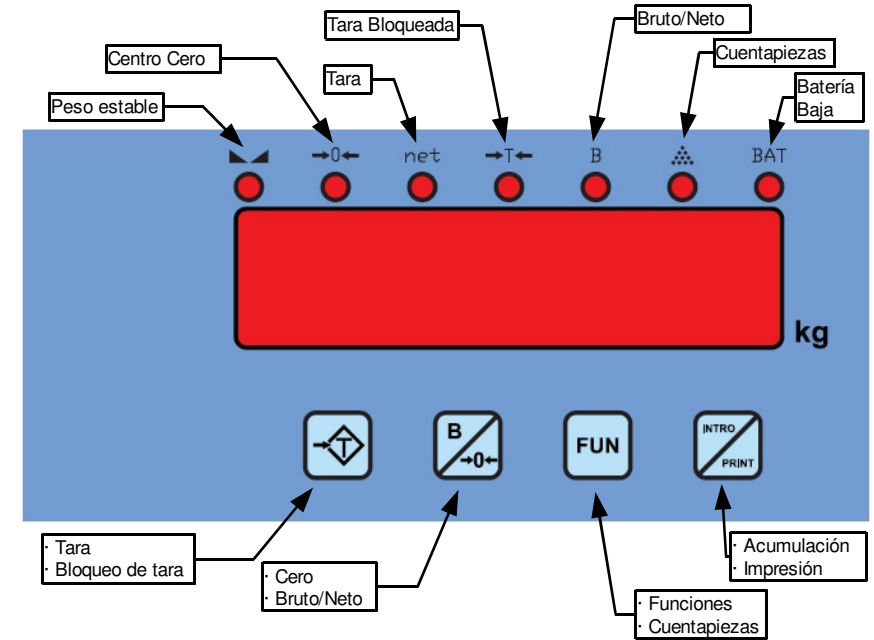 Tara Bloqueada
Bruto/Neto
Centro Cero
Cuentapiezas
Tara
Batería
Baja
Peso estable
→0←
net
→T←
B
BAT
kg
→T
B
→0←
FUN
INTRO
PRINT
· Tara
· Bloqueo de tara
· Cero
· Bruto/Neto
· Funciones
· Cuentapiezas
· Acumulación
· Impresión